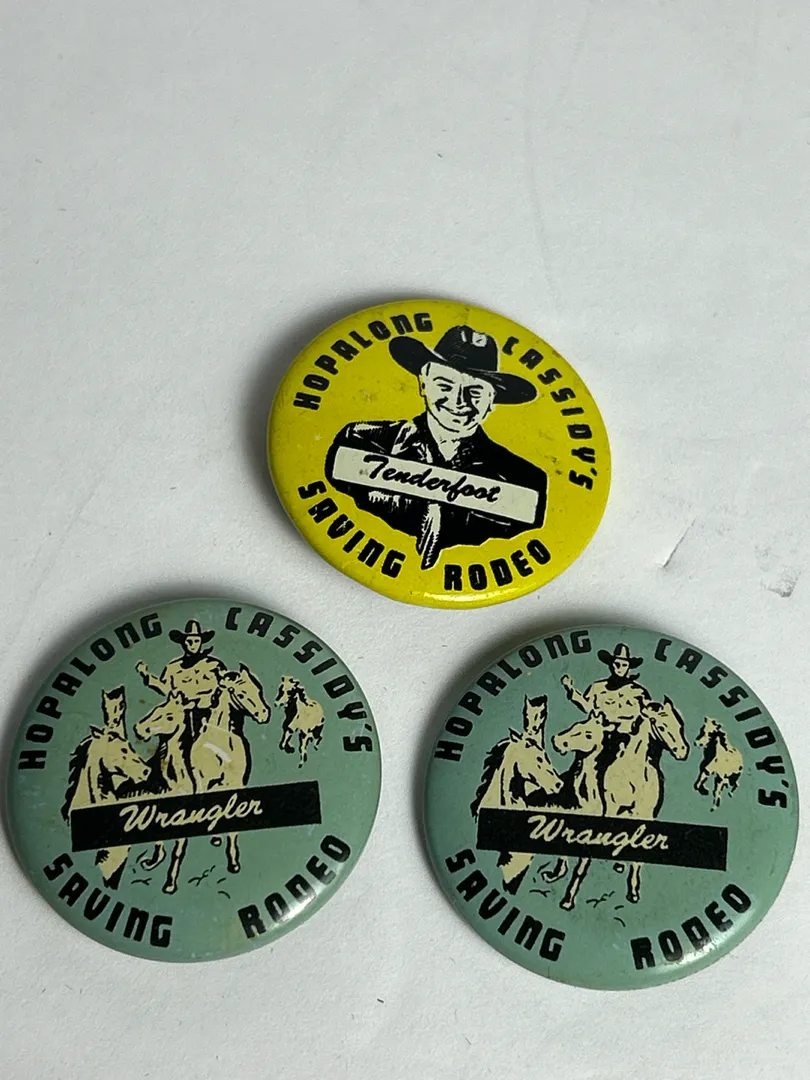 HOPALONG CASSIDY'S
Tenderfoot
SAVING RODEO
HOPALONG CASSIDY'S
Wrangler
SAVING RODEO
HOPALONG CASSIDY'S
Wrangler
SAVING RODEO